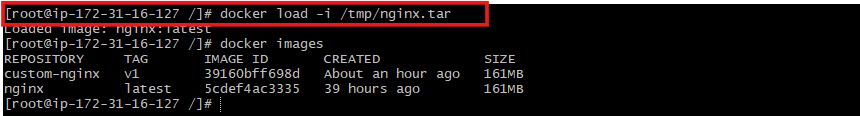 [root@ip-172-31-16-127 /]# docker load -i /tmp/nginx.tar
Loaded image: nginx:latest
[root@ip-172-31-16-127 /]# docker images
REPOSITORY TAG IMAGE ID CREATED SIZE
custom-nginx v1 39160bff698d About an hour ago 161MB
nginx latest 5cdef4ac3335 39 hours ago 161MB
[root@ip-172-31-16-127 /]#